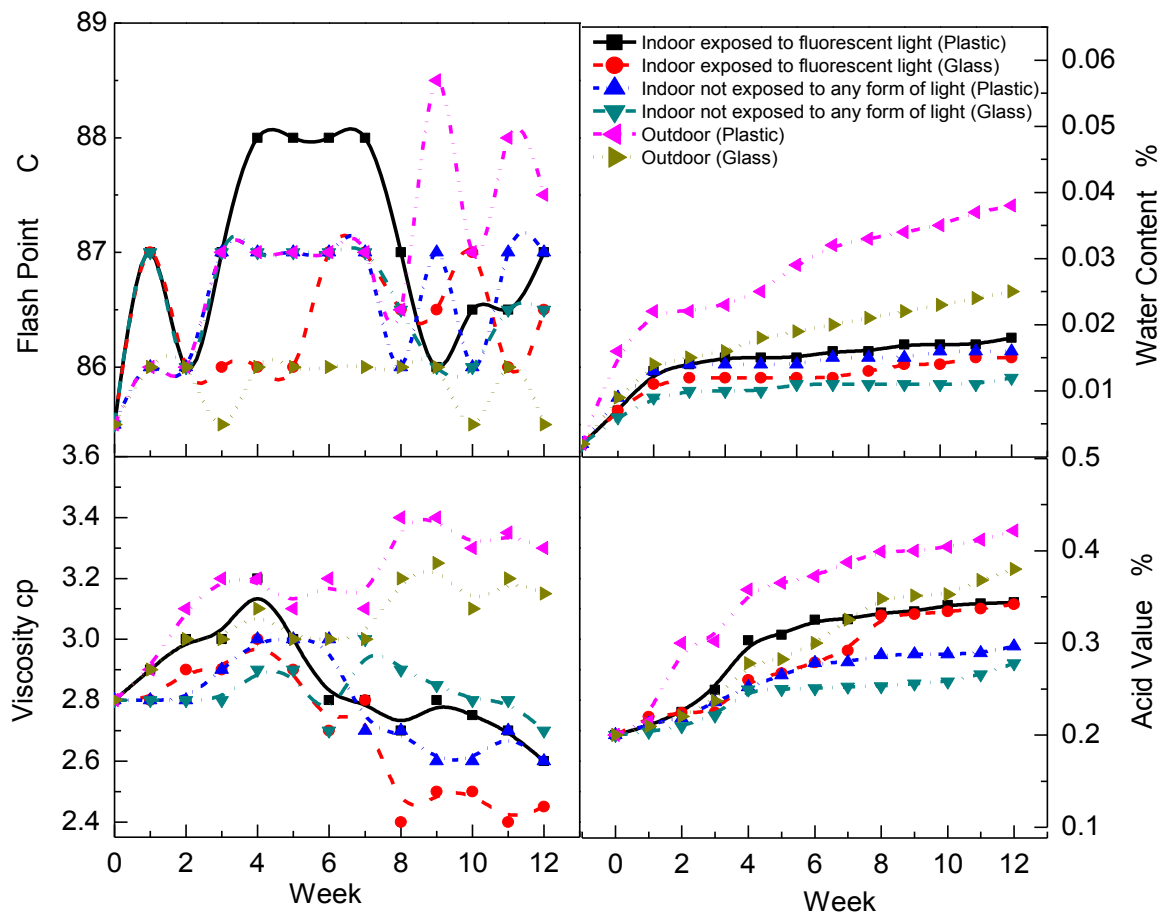 89
88
87
86
Flash Point C
Indoor exposed to fluorescent light (Plastic)
Indoor exposed to fluorescent light (Glass)
Indoor not exposed to any form of light (Plastic)
Indoor not exposed to any form of light (Glass)
Outdoor (Plastic)
Outdoor (Glass)
0.06
0.05
0.04
0.03
0.02
0.01
Water Content %
3.6
3.4
3.2
3.0
2.8
2.6
2.4
Viscosity cp
0 2 4 6 8 10 12
Week
0.5
0.4
0.3
0.2
0.1
Acid Value %
0 2 4 6 8 10 12
Week